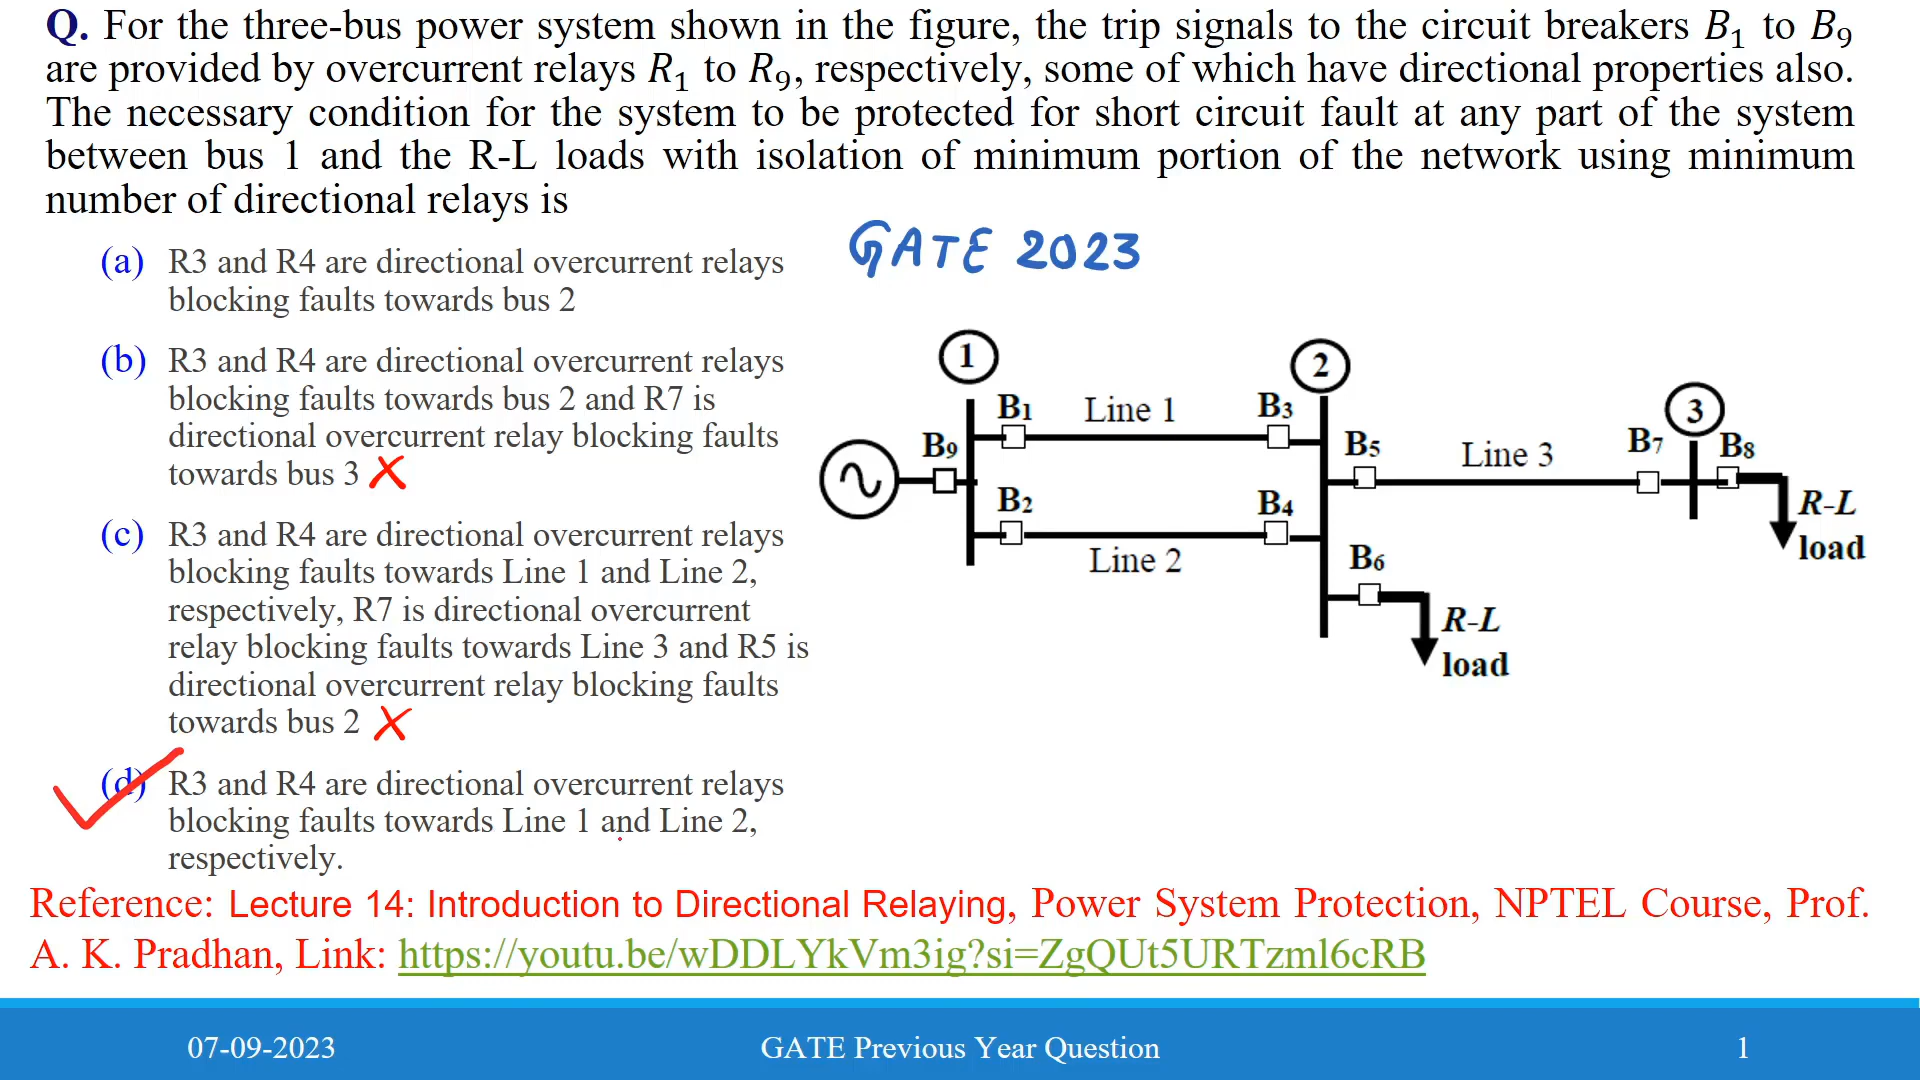 Q. For the three-bus power system shown in the figure, the trip signals to the circuit breakers B₁ to B₉
are provided by overcurrent relays R₁ to R₉, respectively, some of which have directional properties also.
The necessary condition for the system to be protected for short circuit fault at any part of the system
between bus 1 and the R-L loads with isolation of minimum portion of the network using minimum
number of directional relays is
GATE 2023
(a) R3 and R4 are directional overcurrent relays
blocking faults towards bus 2
(b) R3 and R4 are directional overcurrent relays
blocking faults towards bus 2 and R7 is
directional overcurrent relay blocking faults
towards bus 3
(c) R3 and R4 are directional overcurrent relays
blocking faults towards Line 1 and Line 2,
respectively, R7 is directional overcurrent
relay blocking faults towards Line 3 and R5 is
directional overcurrent relay blocking faults
towards bus 2
(d) R3 and R4 are directional overcurrent relays
blocking faults towards Line 1 and Line 2,
respectively.
1
2
3
B₁
Line 1
B₃
B₉
B₅
Line 3
B₇
B₈
B₂
B₄
Line 2
B₆
R-L
load
R-L
load
Reference: Lecture 14: Introduction to Directional Relaying, Power System Protection, NPTEL Course, Prof.
A. K. Pradhan, Link: https://youtu.be/wDDLYkVm3ig?si=ZgQUt5URTzml6cRB
07-09-2023
GATE Previous Year Question
1